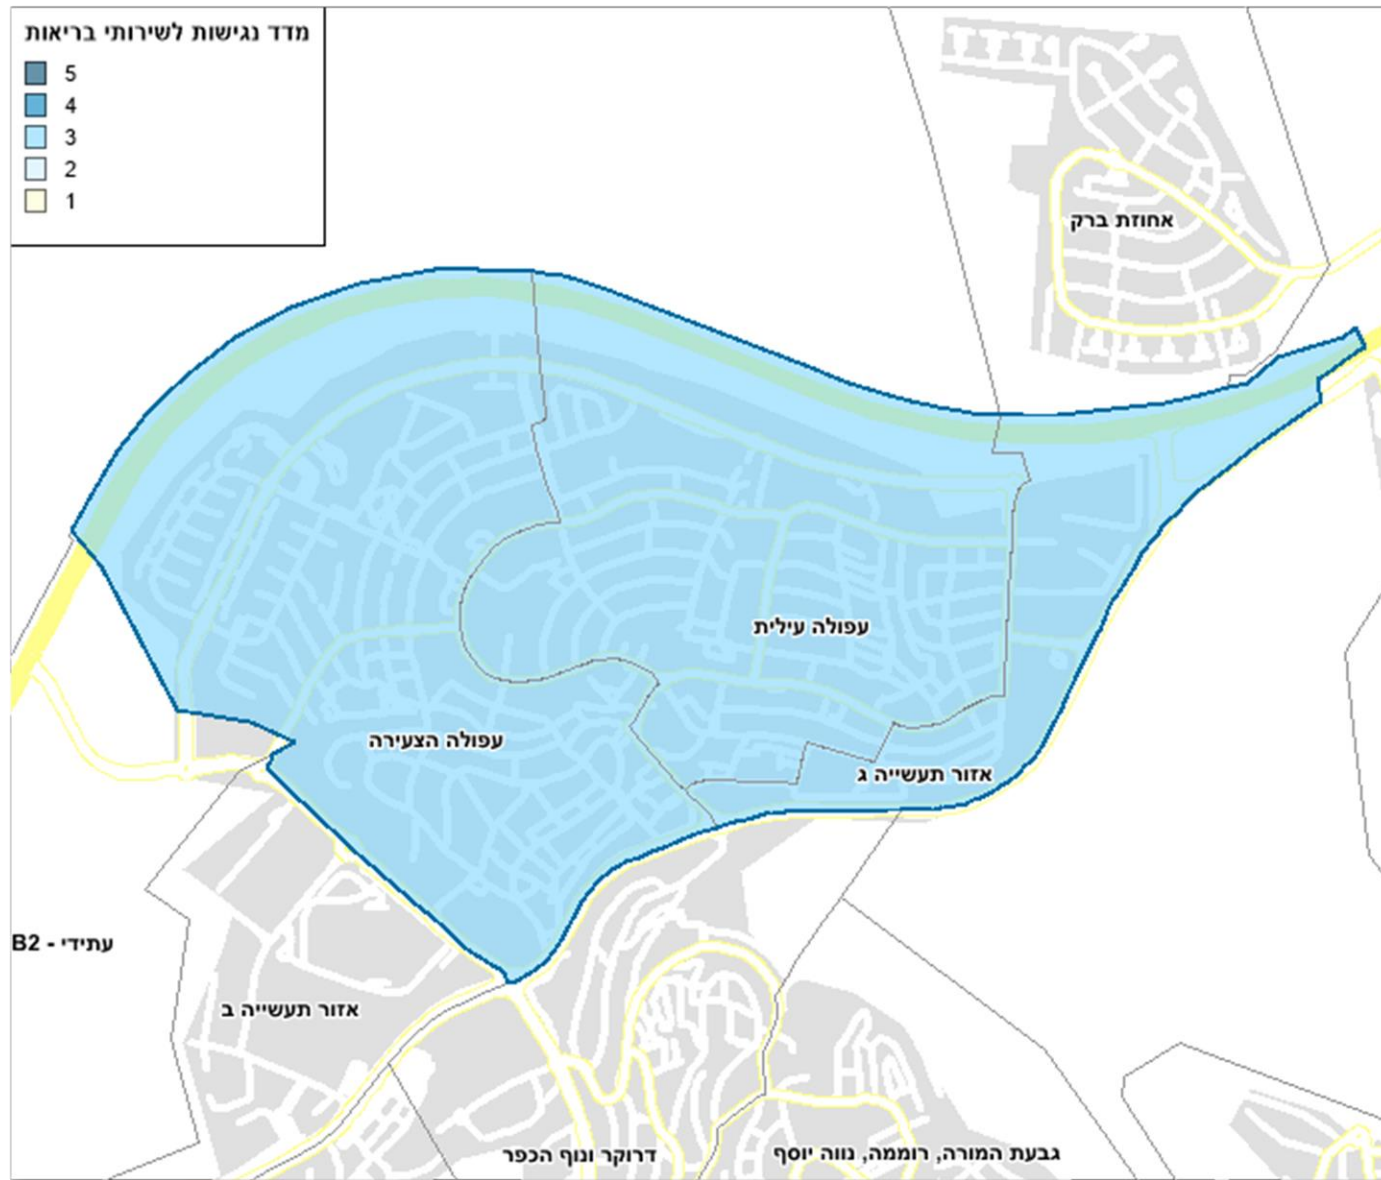 מדד נגישות לשירותי בריאות
5
4
3
2
1
אחוזת ברק
עפולה עילית
עפולה הצעירה
אזור תעשייה ג
עתידי - B2
אזור תעשייה ב
גבעת המורה, רוממה, נווה יוסף
דרוקר ונוף הכפר